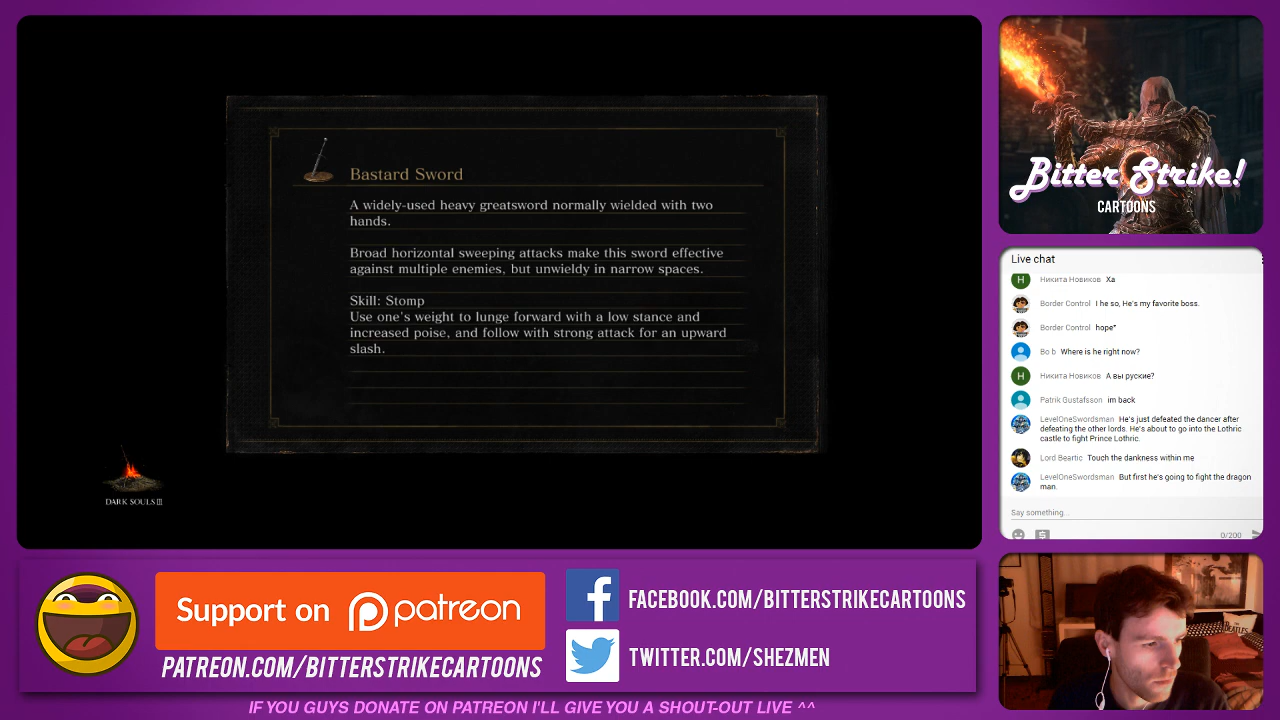 Bastard Sword
A widely-used heavy greatsword normally wielded with two
hands.
Broad horizontal sweeping attacks make this sword effective
against multiple enemies, but unwieldy in narrow spaces.
Skill: Stomp
Use one's weight to lunge forward with a low stance and
increased poise, and follow with strong attack for an upward
slash.
DARK SOULS III
Bitter Strike!
CARTOONS
Live chat
Н Никита Новиков Ха
Border Control I he so, He's my favorite boss.
Border Control hope*
Bo b Where is he right now?
Н Никита Новиков А вы руские?
Patrik Gustafsson im back
LevelOneSwordsman He's just defeated the dancer after
defeating the other lords. He's about to go into the Lothric
castle to fight Prince Lothric.
Lord Beartic Touch the dankness within me
LevelOneSwordsman But first he's going to fight the dragon
man.
Say something...
0/200
Support on patreon
PATREON.COM/BITTERSTRIKECARTOONS
FACEBOOK.COM/BITTERSTRIKECARTOONS
TWITTER.COM/SHEZMEN
IF YOU GUYS DONATE ON PATREON I'LL GIVE YOU A SHOUT-OUT LIVE ^^